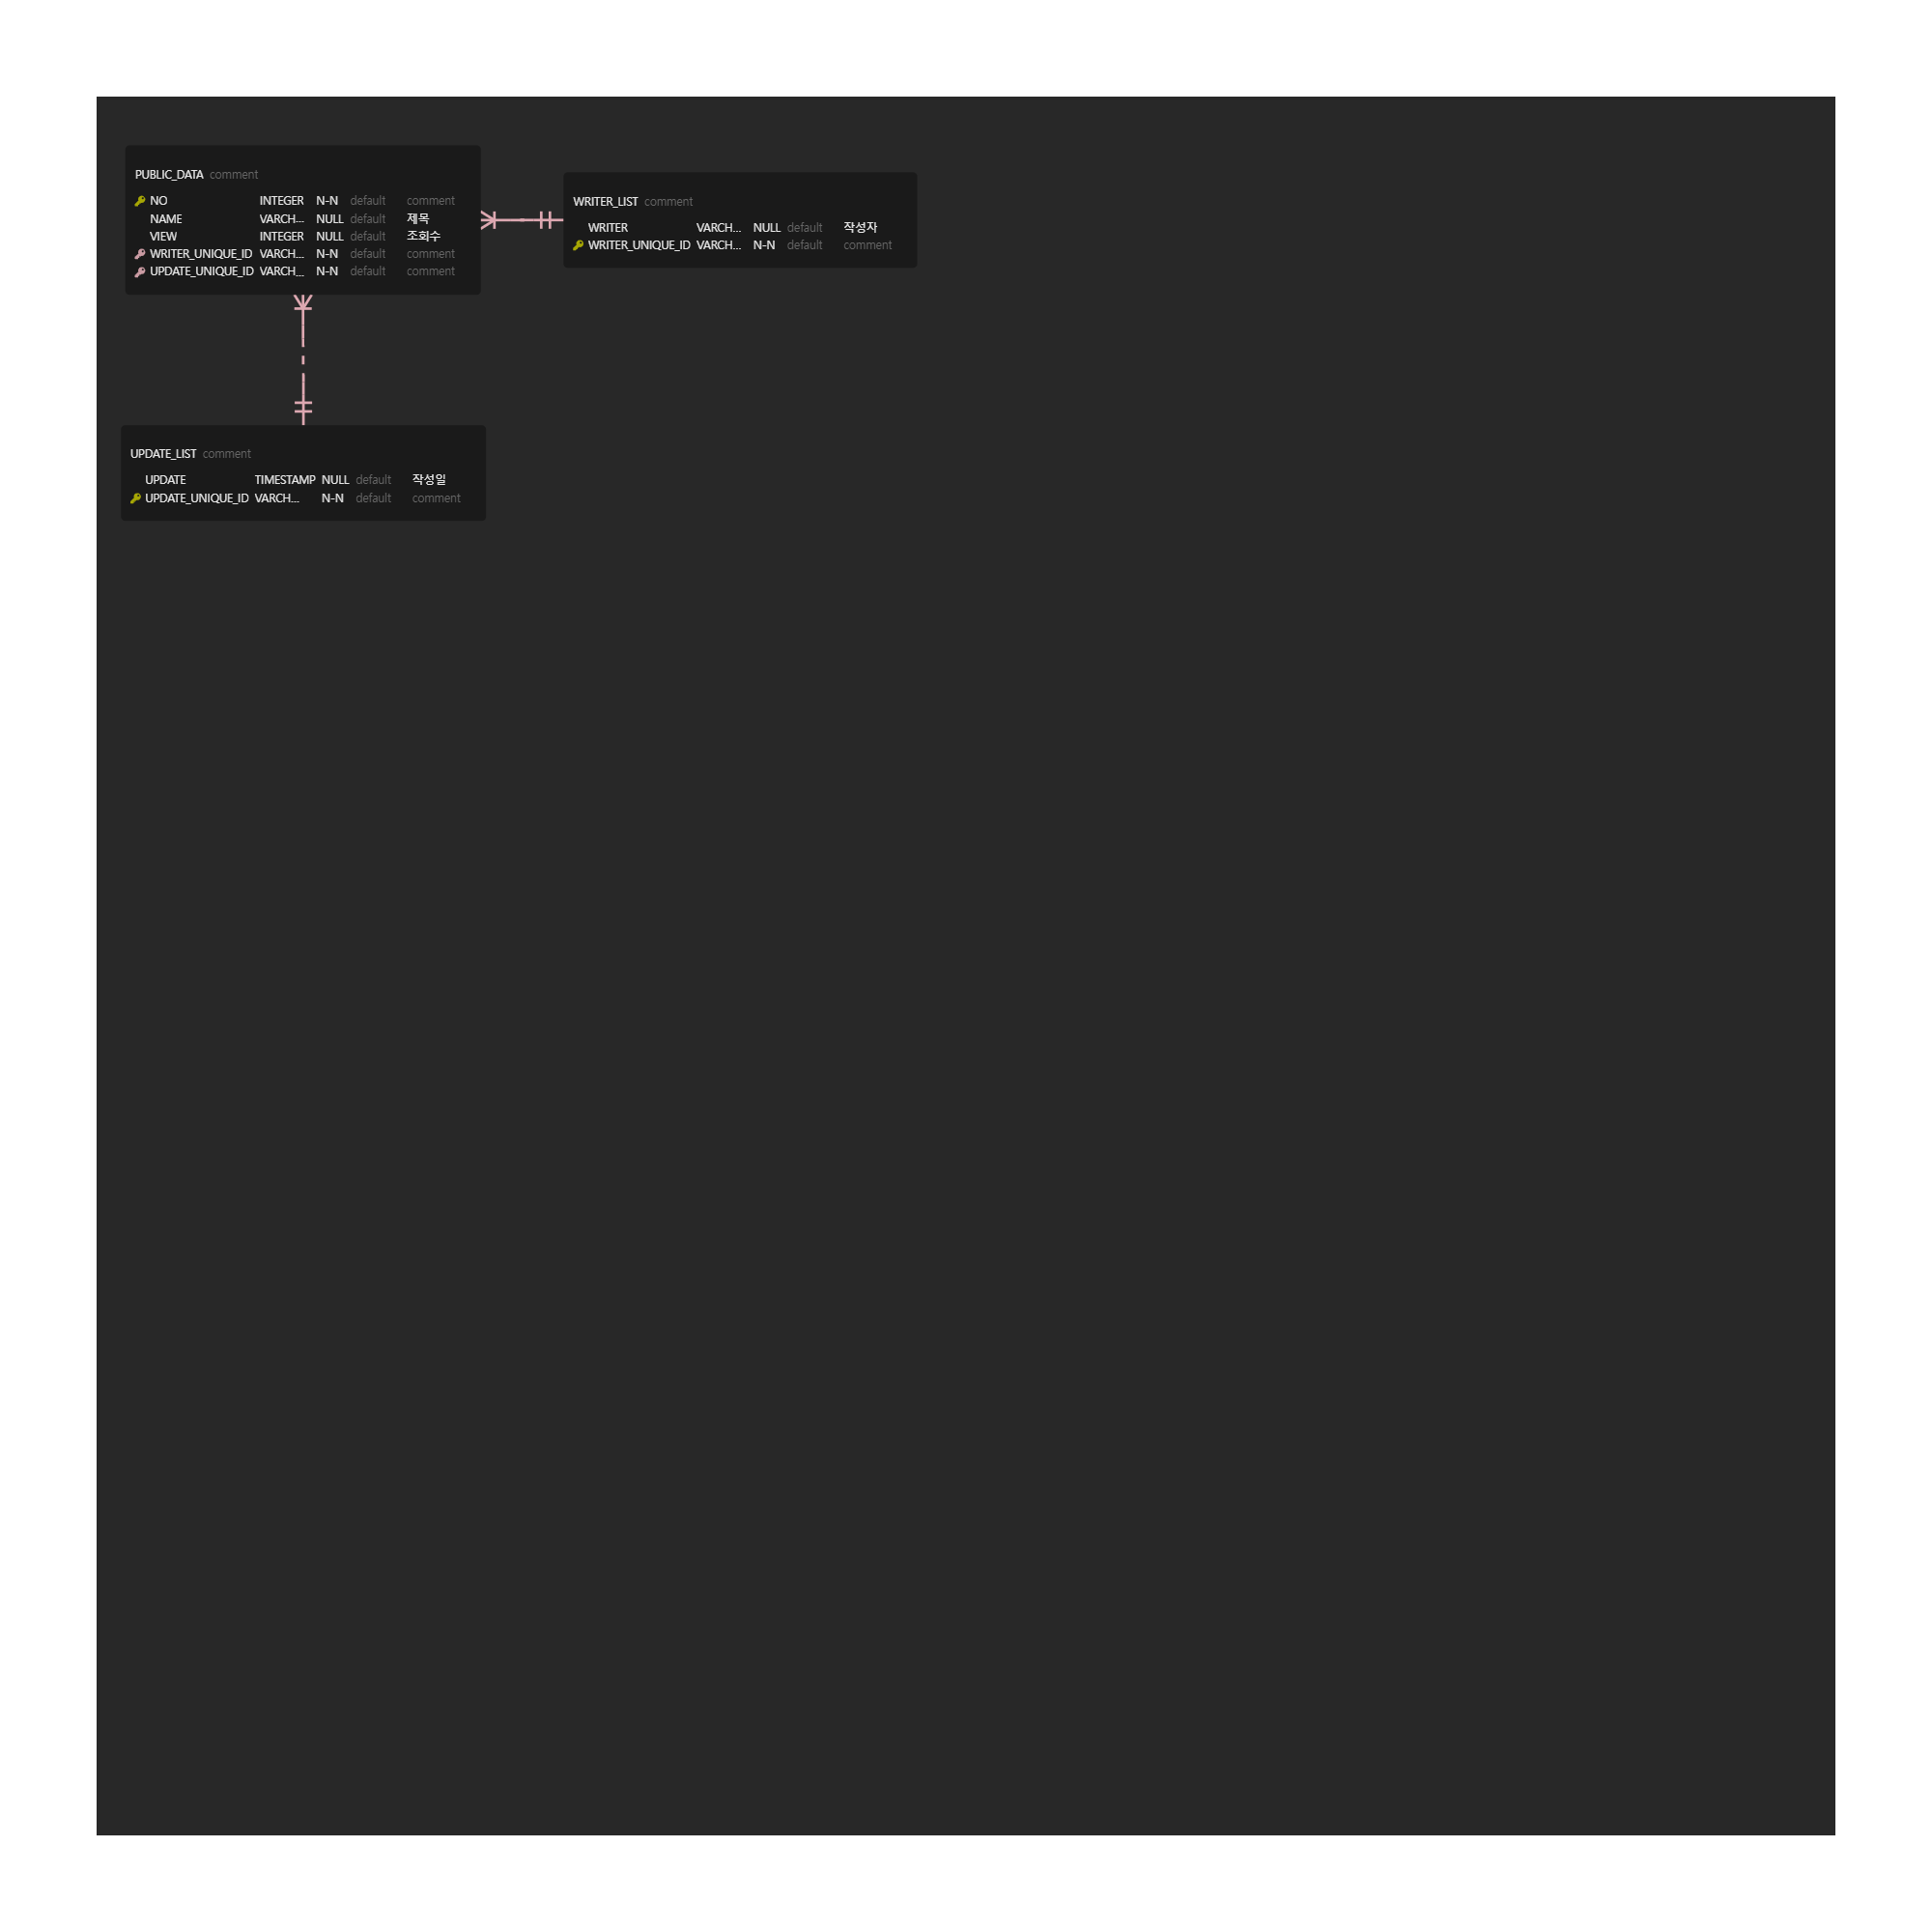 PUBLIC_DATA comment
NO INTEGER N-N default comment
NAME VARCH... NULL default 제목
VIEW INTEGER NULL default 조회수
WRITER_UNIQUE_ID VARCH... N-N default comment
UPDATE_UNIQUE_ID VARCH... N-N default comment
WRITER_LIST comment
WRITER VARCH... NULL default 작성자
WRITER_UNIQUE_ID VARCH... N-N default comment
UPDATE_LIST comment
UPDATE TIMESTAMP NULL default 작성일
UPDATE_UNIQUE_ID VARCH... N-N default comment